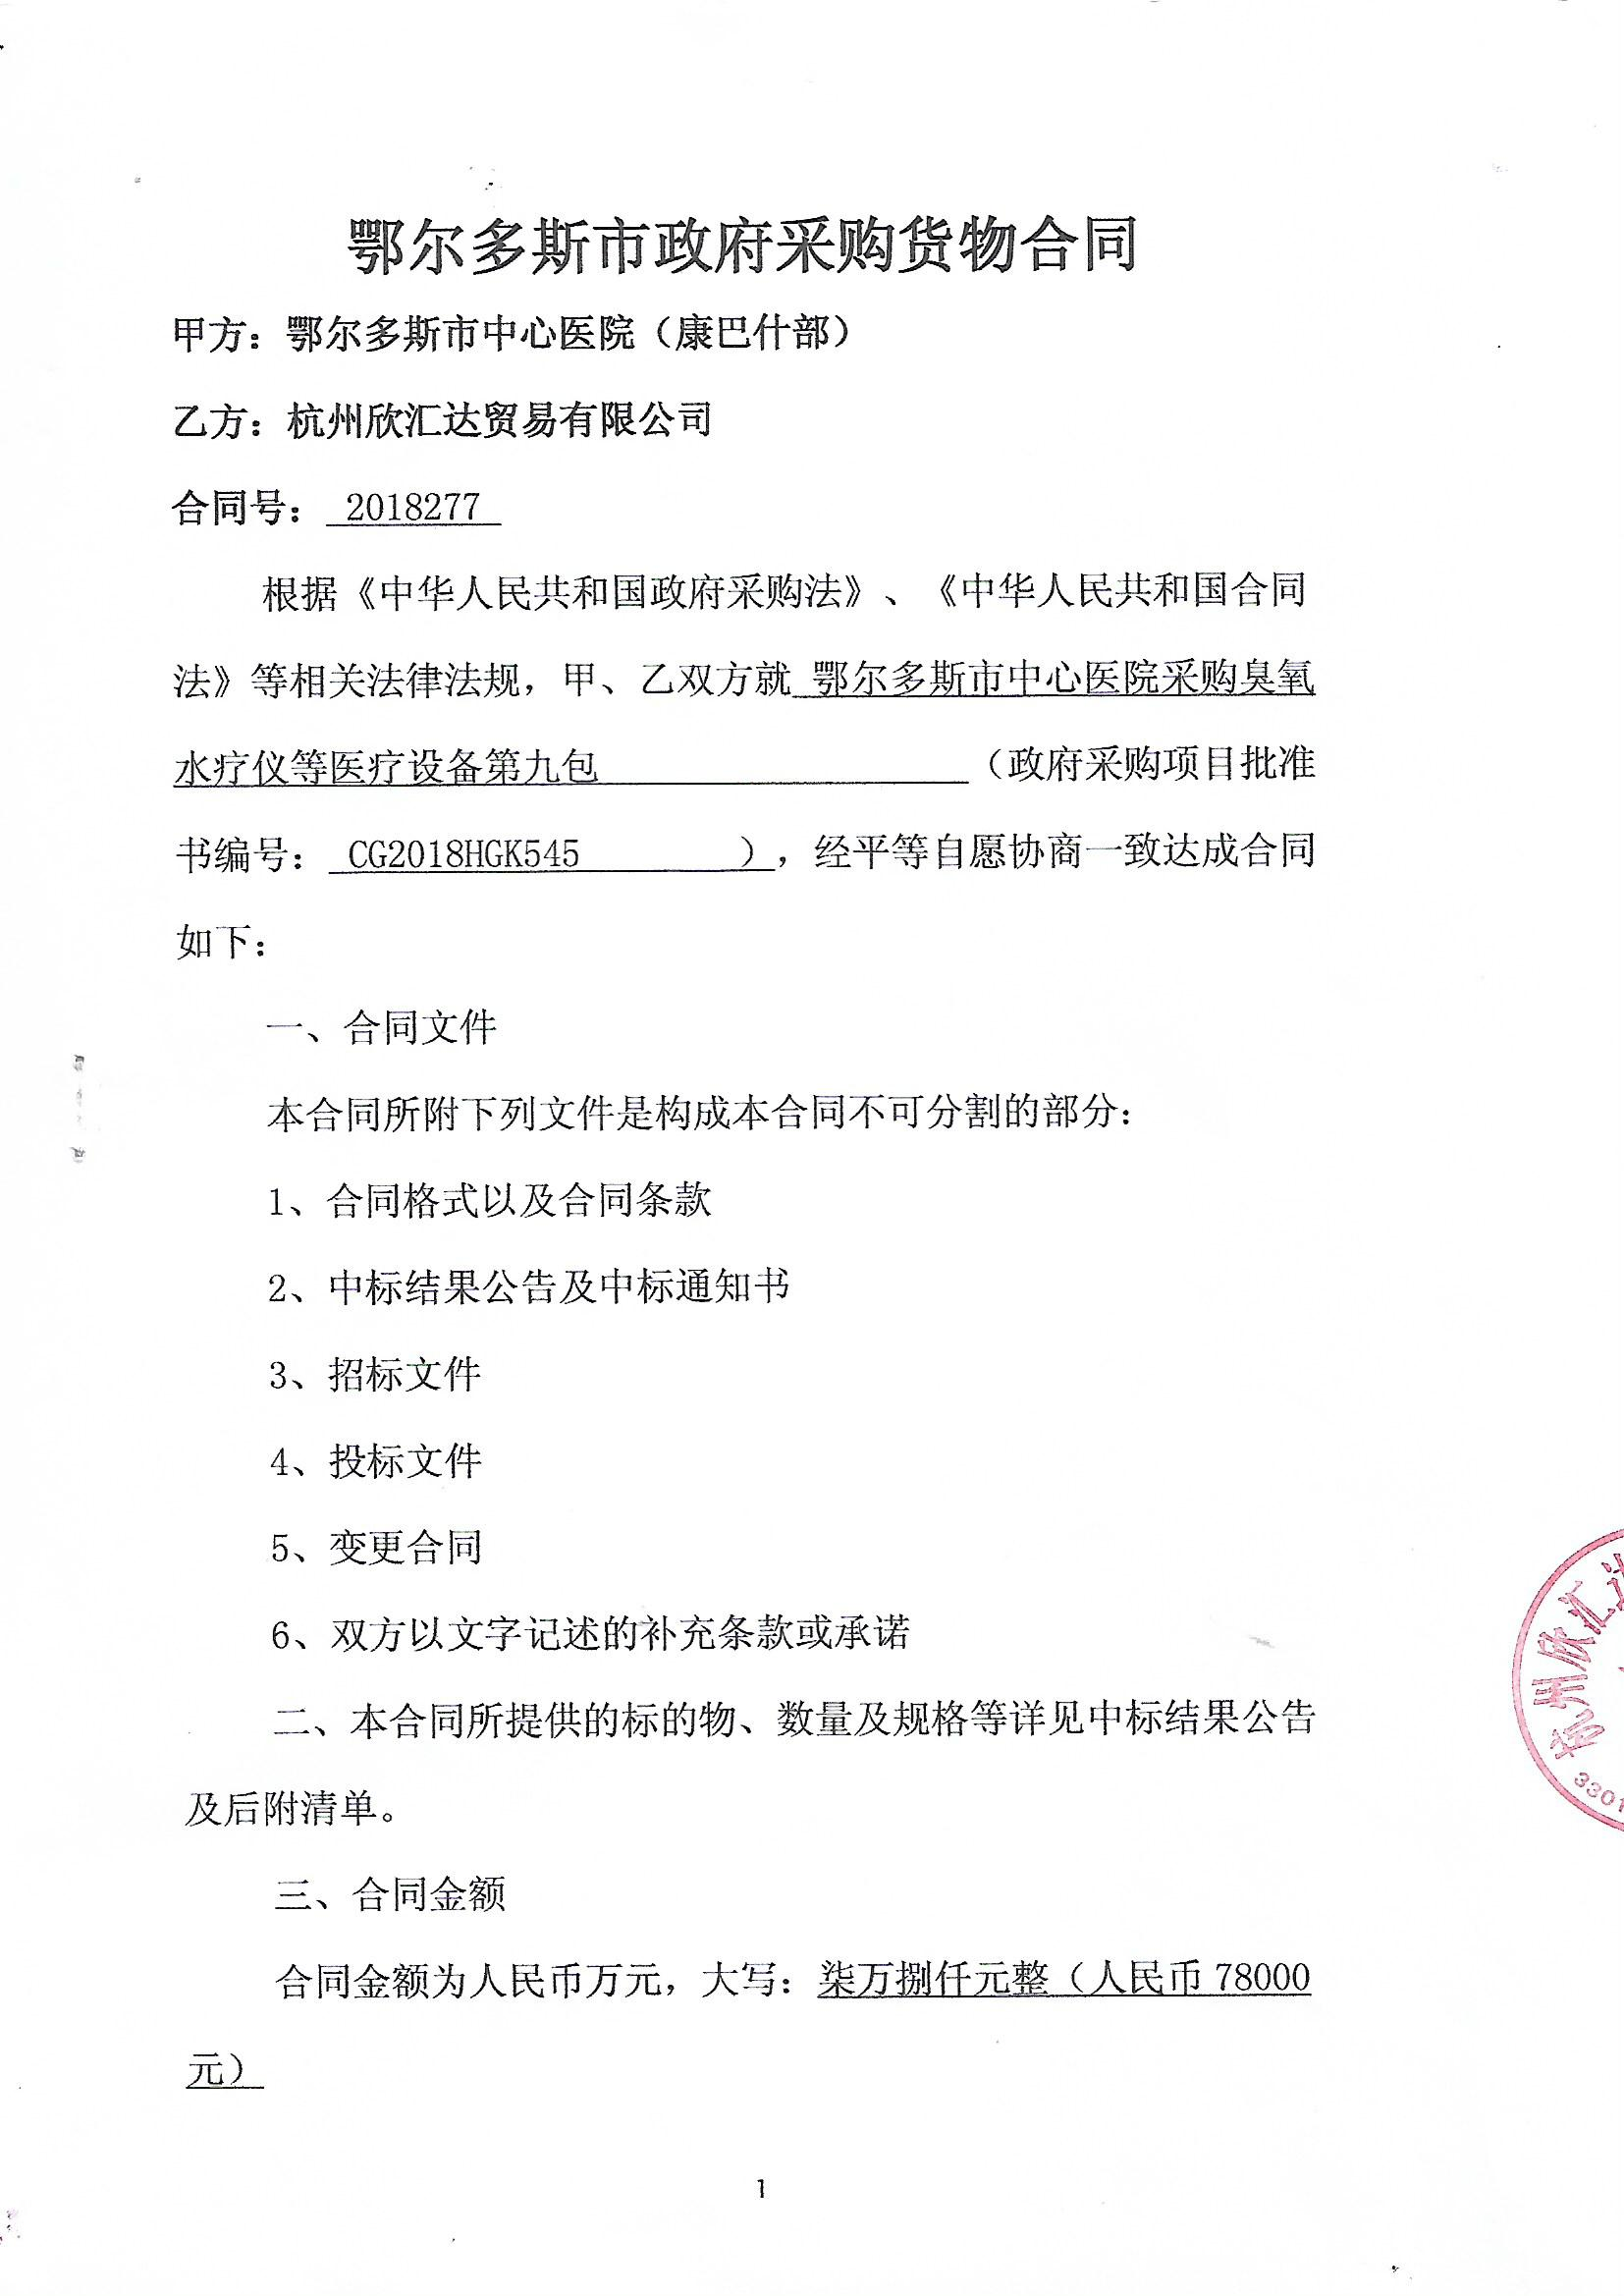 鄂尔多斯市政府采购货物合同
甲方：鄂尔多斯市中心医院（康巴什部）
乙方：杭州欣汇达贸易有限公司
合同号： 2018277
根据《中华人民共和国政府采购法》、《中华人民共和国合同
法》等相关法律法规，甲、乙双方就 鄂尔多斯市中心医院采购臭氧
水疗仪等医疗设备第九包 （政府采购项目批准
书编号： CG2018HGK545 ），经平等自愿协商一致达成合同
如下：
一、合同文件
本合同所附下列文件是构成本合同不可分割的部分：
1、合同格式以及合同条款
2、中标结果公告及中标通知书
3、招标文件
4、投标文件
5、变更合同
6、双方以文字记述的补充条款或承诺
二、本合同所提供的标的物、数量及规格等详见中标结果公告
及后附清单。
三、合同金额
合同金额为人民币万元，大写：柒万捌仟元整（人民币 78000
元）
杭州欣汇达
3301
1